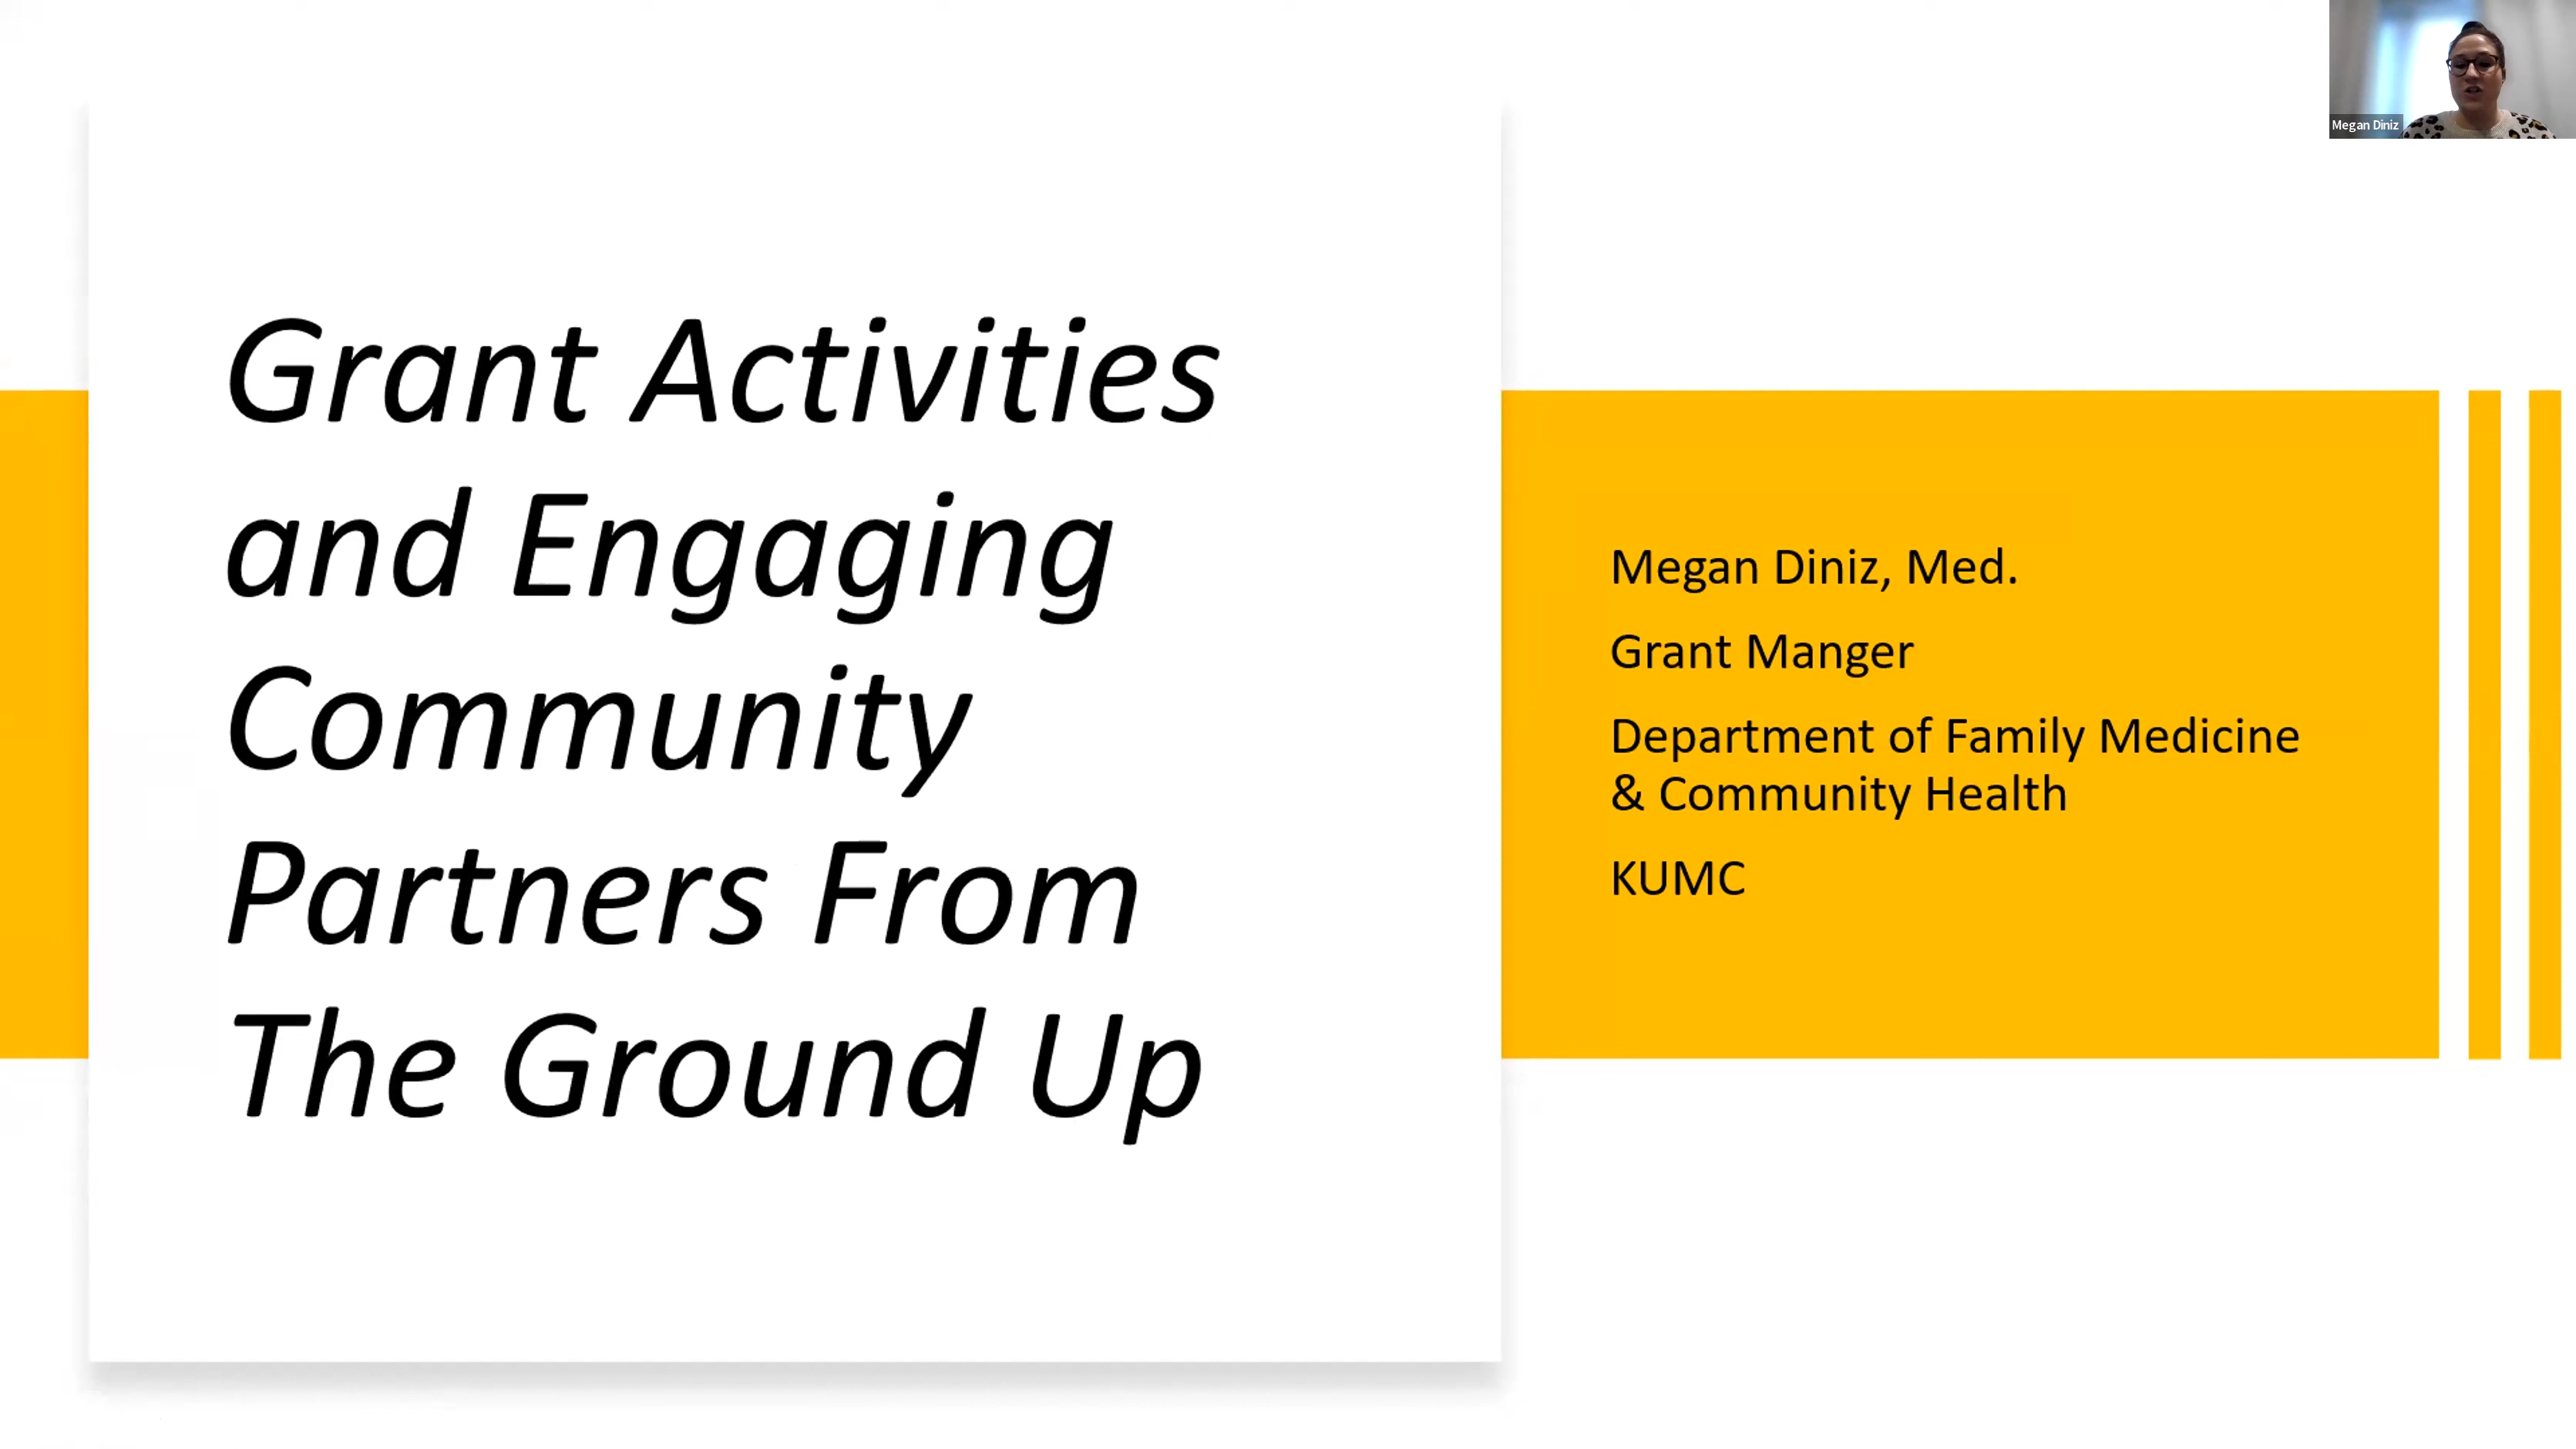 Grant Activities
and Engaging
Community
Partners From
The Ground Up
Megan Diniz, Med.
Grant Manger
Department of Family Medicine
& Community Health
KUMC
Megan Diniz